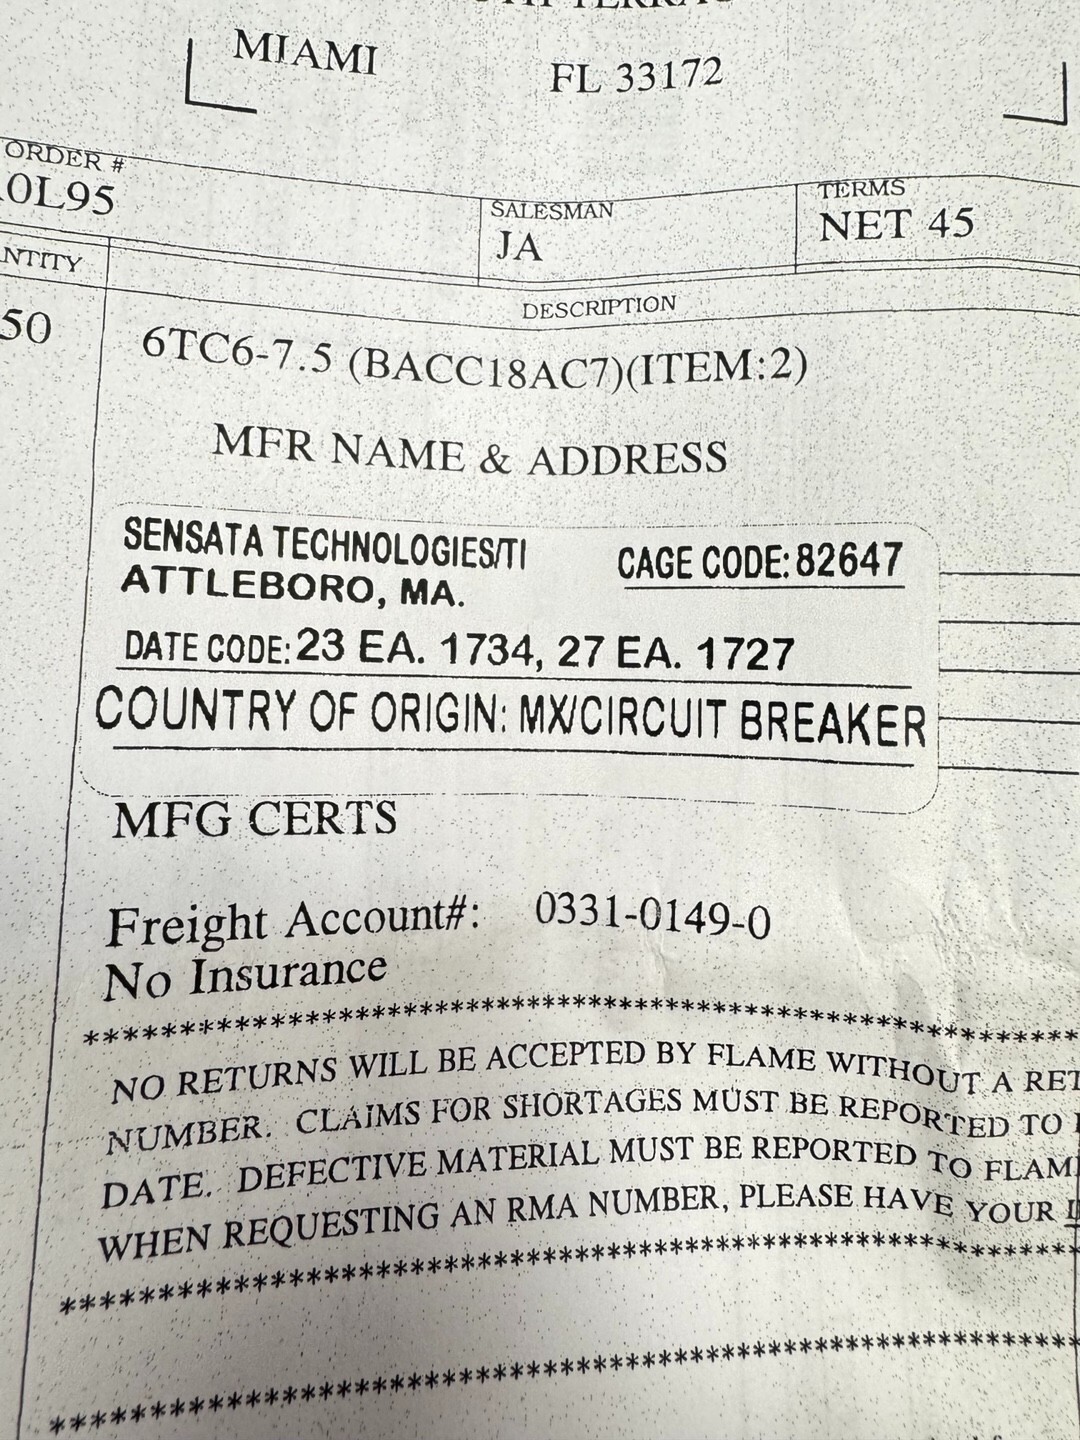 MIAMI FL 33172
ORDER #
0L95
SALESMAN
JA
TERMS
NET 45
NTITY
DESCRIPTION
50 6TC6-7.5 (BACC18AC7)(ITEM:2)
MFR NAME & ADDRESS
SENSATA TECHNOLOGIES/TI CAGE CODE: 82647
ATTLEBORO, MA.
DATE CODE: 23 EA. 1734, 27 EA. 1727
COUNTRY OF ORIGIN: MX/CIRCUIT BREAKER
MFG CERTS
Freight Account#: 0331-0149-0
No Insurance
NO RETURNS WILL BE ACCEPTED BY FLAME WITHOUT A RET
NUMBER. CLAIMS FOR SHORTAGES MUST BE REPORTED TO
DATE. DEFECTIVE MATERIAL MUST BE REPORTED TO FLAM
WHEN REQUESTING AN RMA NUMBER, PLEASE HAVE YOUR